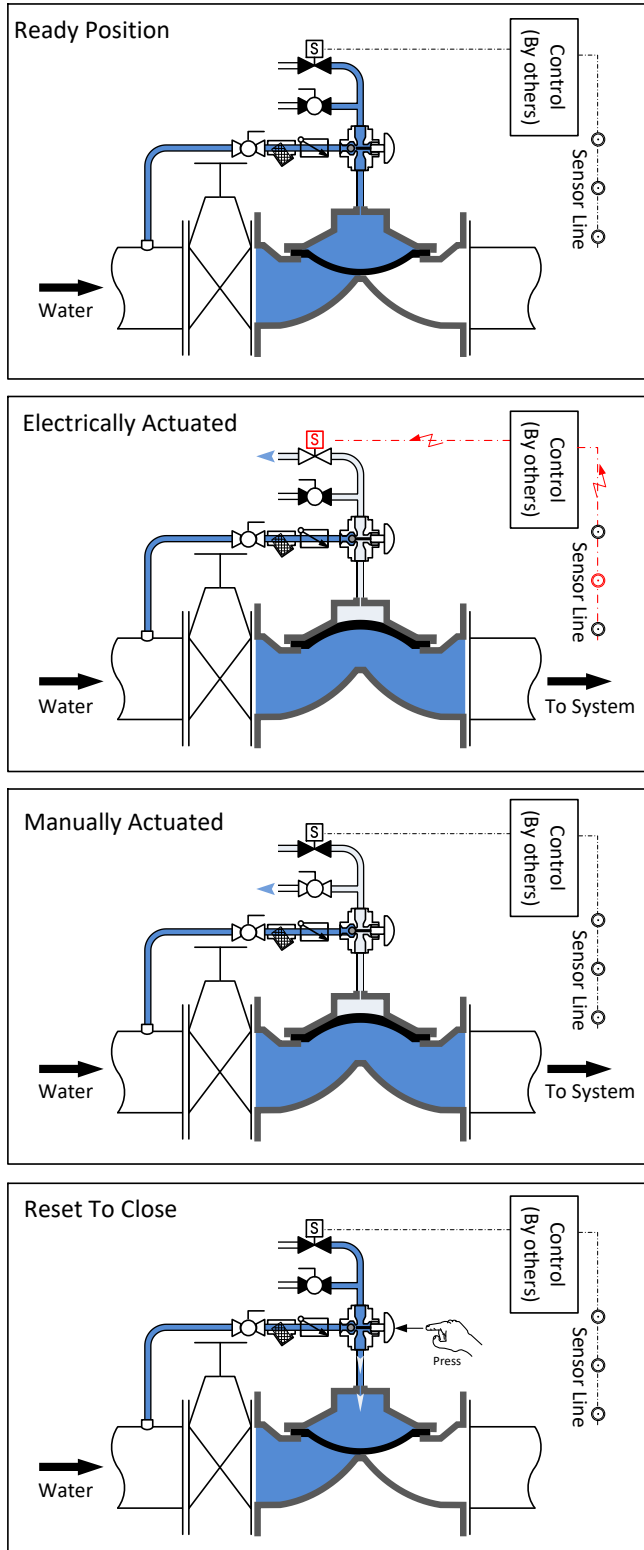 Ready Position
S
Control
(By others)
Sensor Line
Water
Electrically Actuated
S
Control
(By others)
Sensor Line
Water
To System
Manually Actuated
S
Control
(By others)
Sensor Line
Water
To System
Reset To Close
S
Control
(By others)
Press
Sensor Line
Water